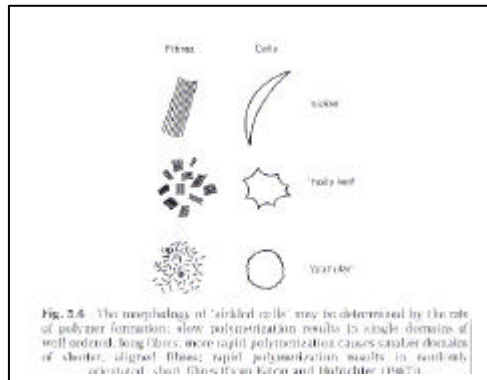 Fibres Cells
'sickle'
'holly leaf'
'granular'
Fig. 3.6 The morphology of 'sickled cells' may be determined by the rate
of polymer formation: slow polymerization results in single domains of
well ordered, long fibres; more rapid polymerization causes smaller domains
of shorter, aligned fibres; rapid polymerization results in randomly
orientated, short fibres (from Eaton and Hofrichter (1987)).